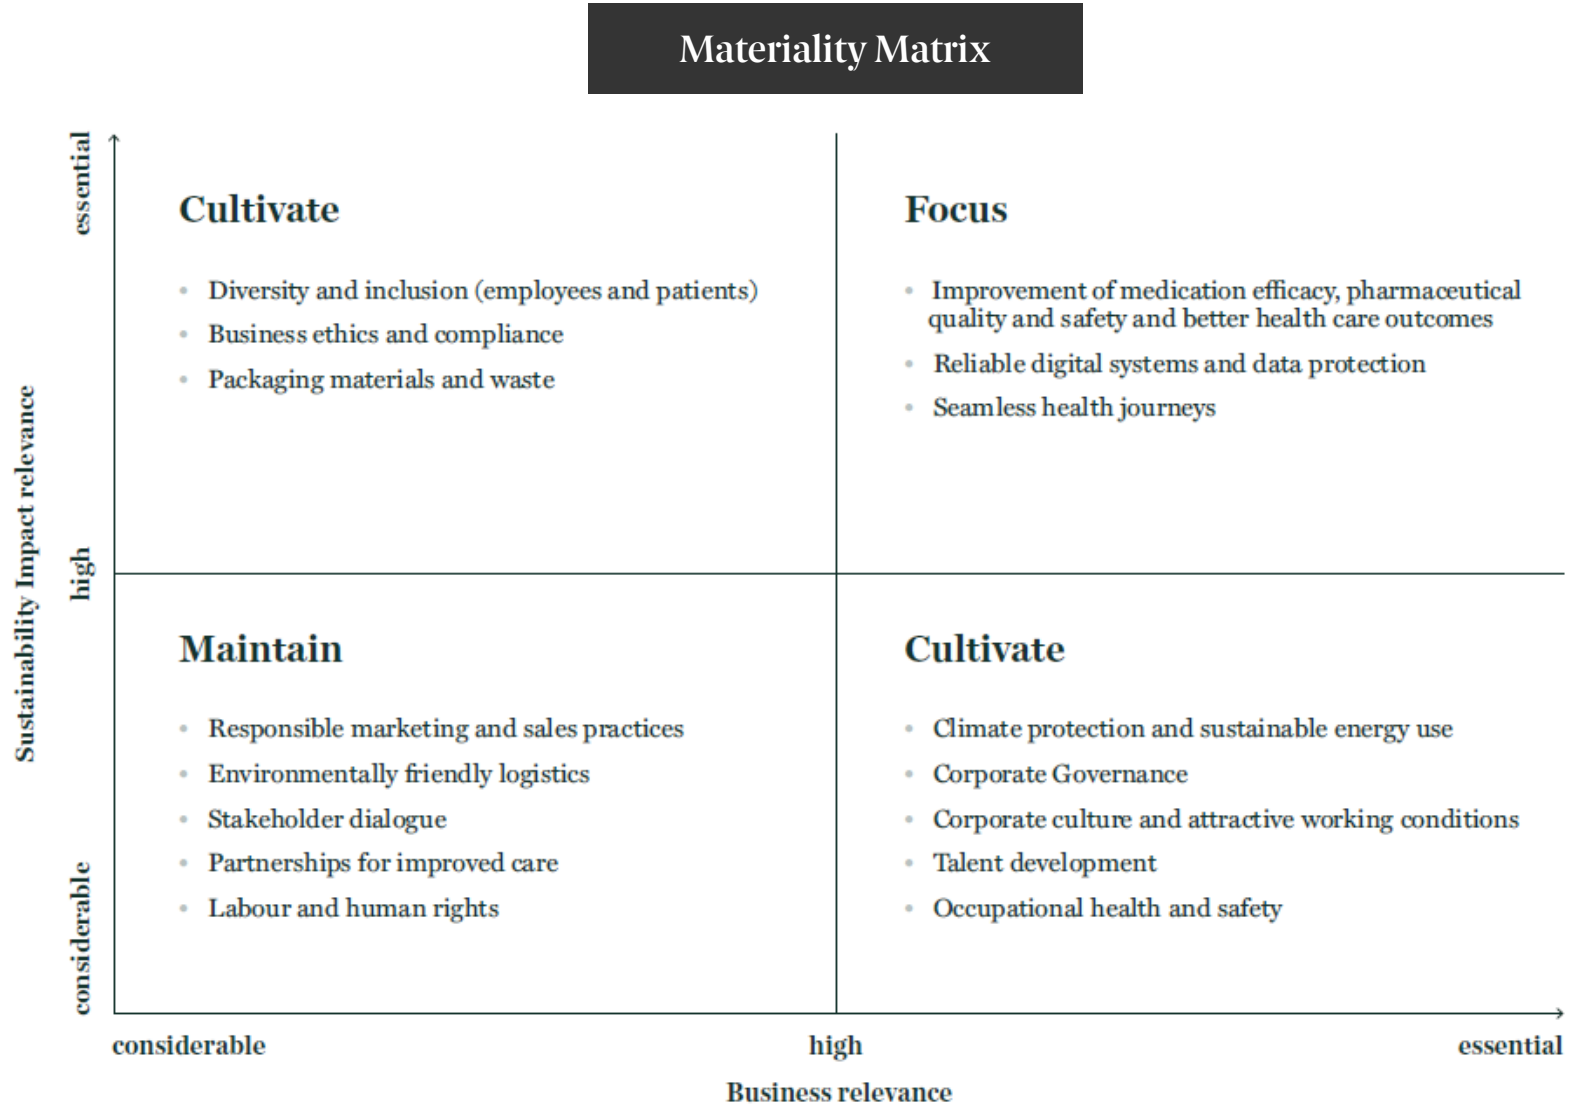 Materiality Matrix
essential
Cultivate
Diversity and inclusion (employees and patients)
Business ethics and compliance
Packaging materials and waste
Focus
Improvement of medication efficacy, pharmaceutical
quality and safety and better health care outcomes
Reliable digital systems and data protection
Seamless health journeys
Sustainability Impact relevance
high
Maintain
Responsible marketing and sales practices
Environmentally friendly logistics
Stakeholder dialogue
Partnerships for improved care
Labour and human rights
Cultivate
Climate protection and sustainable energy use
Corporate Governance
Corporate culture and attractive working conditions
Talent development
Occupational health and safety
considerable
considerable
high
essential
Business relevance